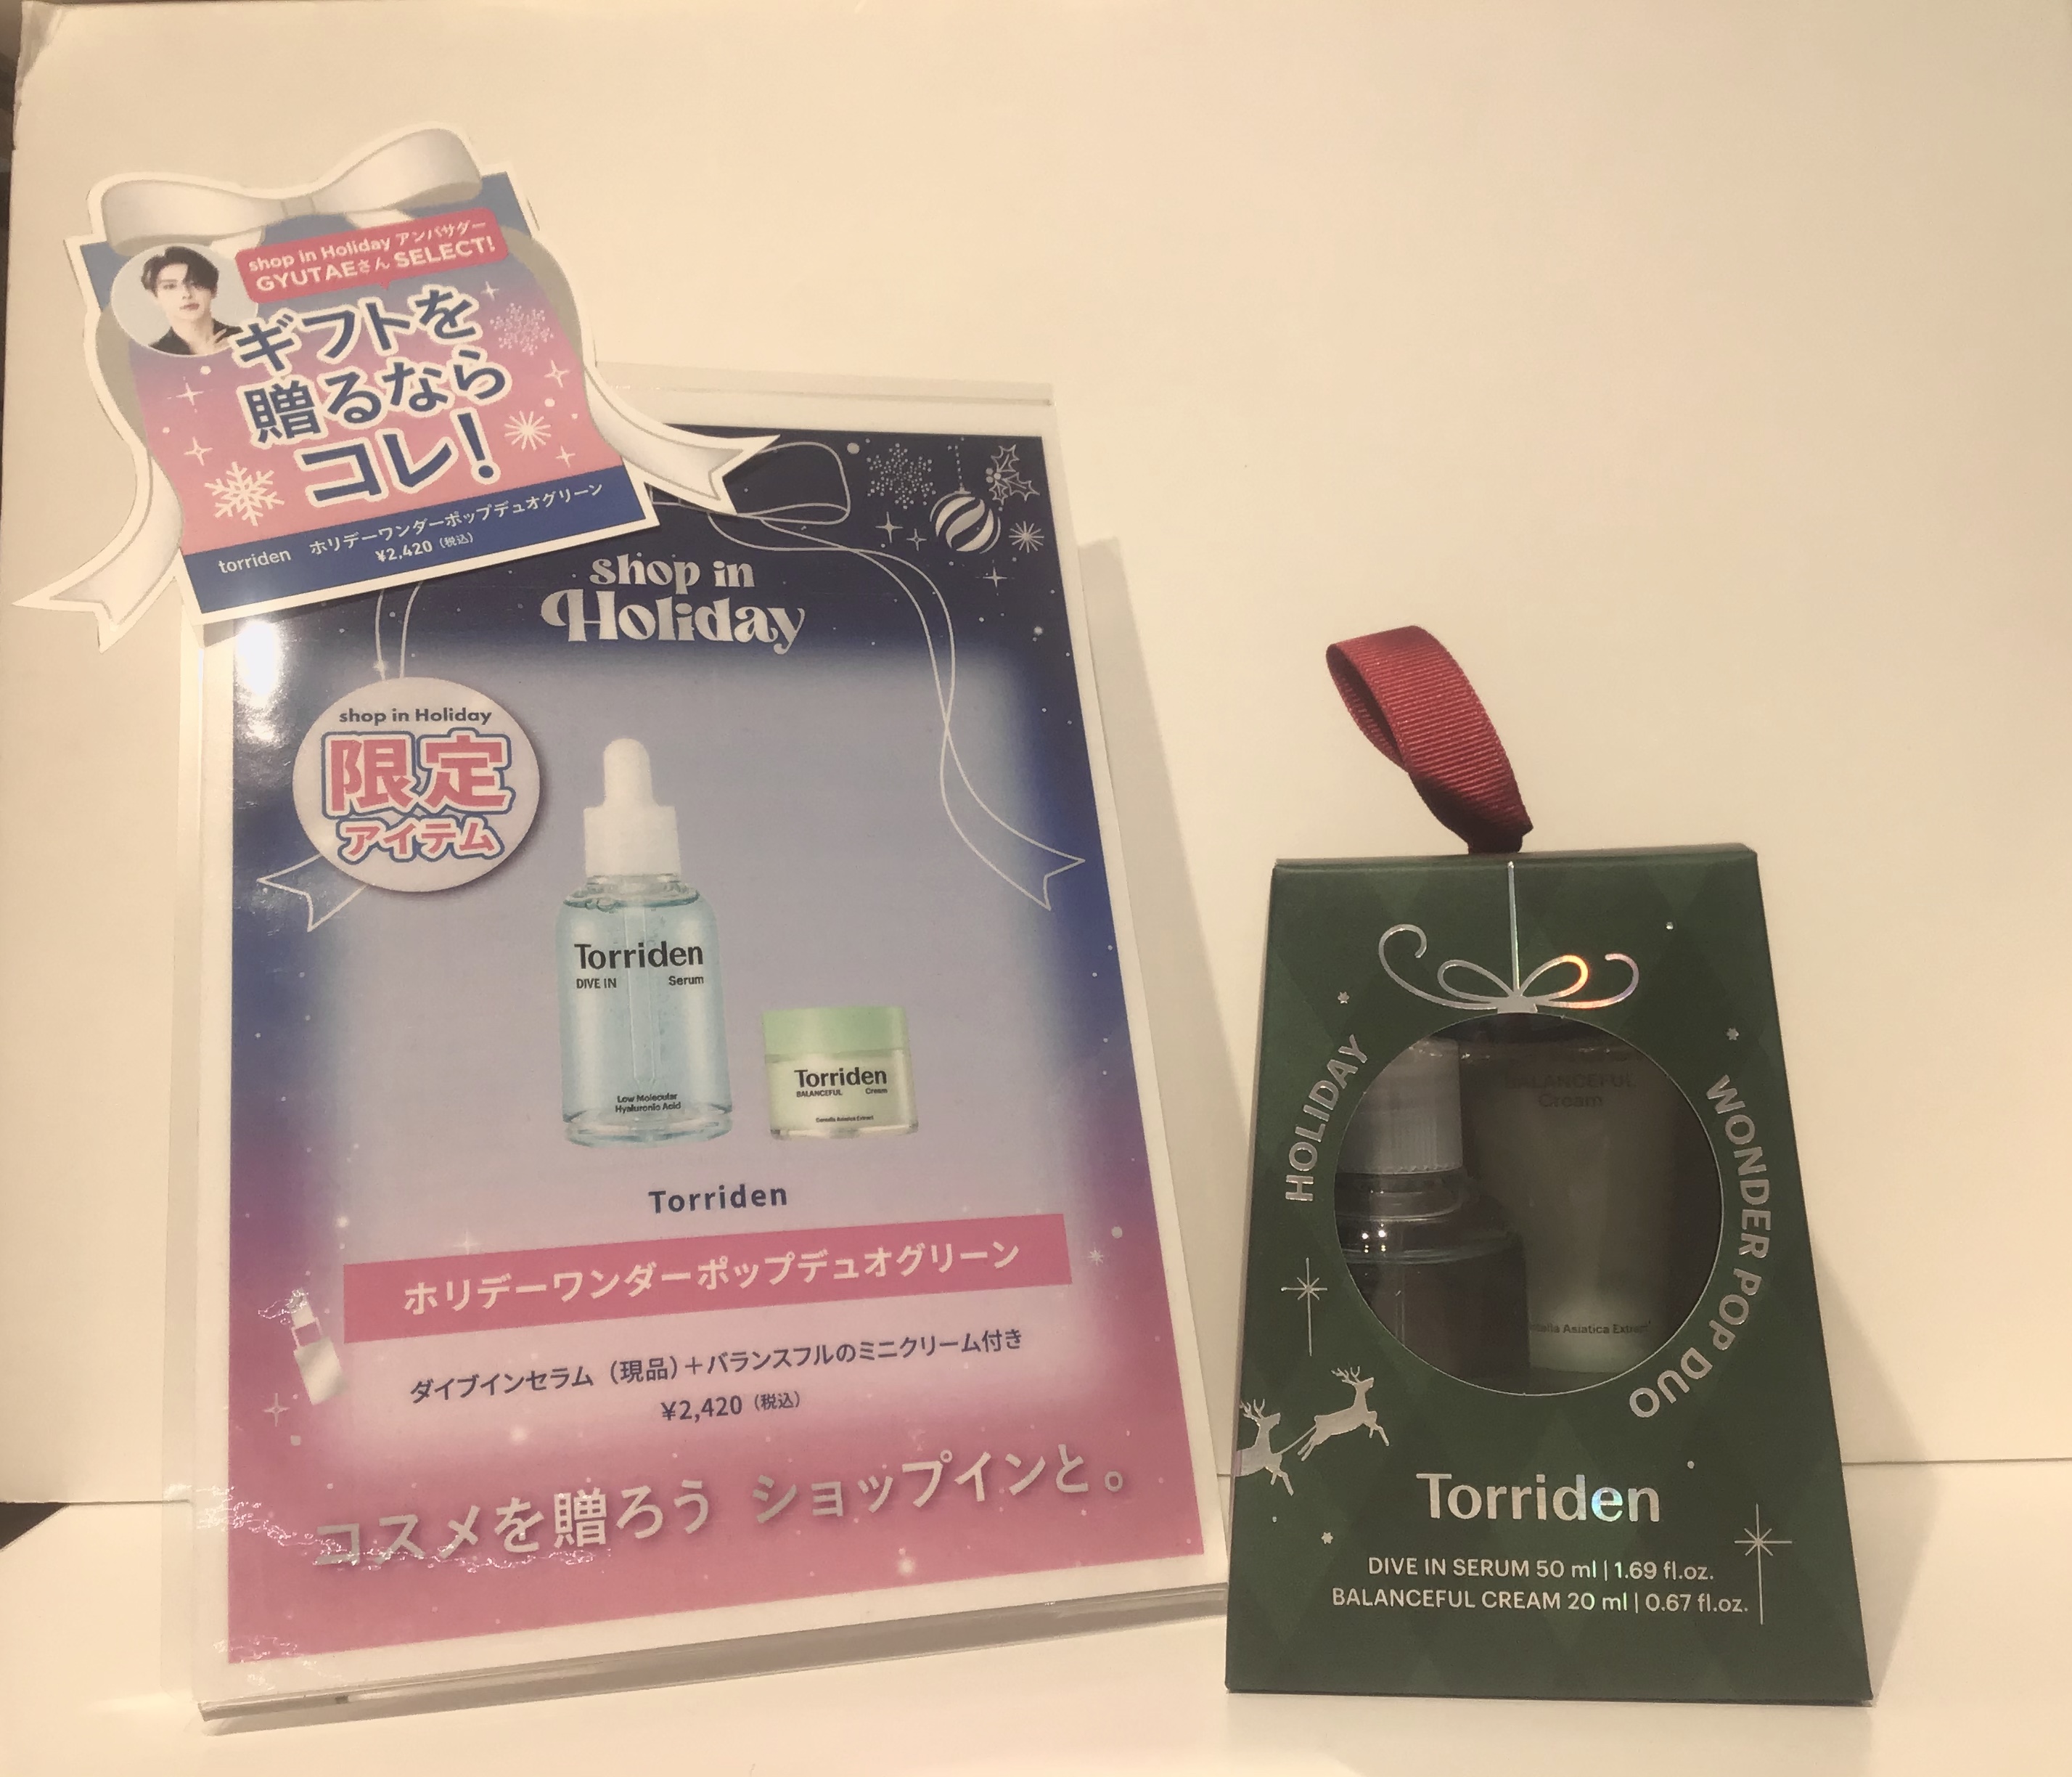 shop in Holiday アンバサダー
GYUTAEさん SELECT!
ギフトを
贈るなら
コレ!
torriden ホリデーワンダーポップデュオグリーン
¥2,420(税込)
shop in
Holiday
shop in Holiday
限定
アイテム
Torriden
DIVE IN Serum
Low Molecular
Hyaluronic Acid
Torriden
BALANCEFUL Cream
Centella Asiatica Extract
Torriden
ホリデーワンダーポップデュオグリーン
ダイブインセラム(現品)+バランスフルのミニクリーム付き
¥2,420(税込)
コスメを贈ろう ショップインと。
HOLIDAY
WONDER POP DUO
BALANCEFUL
Cream
Asiatica Extract
Torriden
DIVE IN SERUM 50 ml | 1.69 fl.oz.
BALANCEFUL CREAM 20 ml | 0.67 fl.oz.